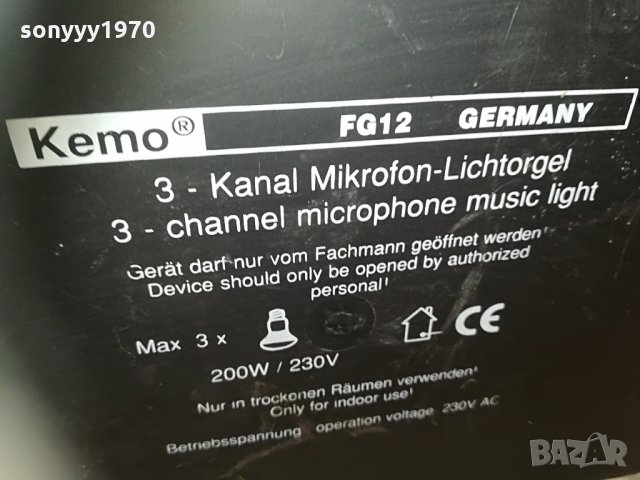 sonyyy1970
Kemo®
FG12 GERMANY
3 - Kanal Mikrofon-Lichtorgel
3 - channel microphone music light
Gerät darf nur vom Fachmann geöffnet werden!
Device should only be opened by authorized
personal!
Max 3 x
CE
200W / 230V
Nur in trockenen Räumen verwenden!
Only for indoor use!
Betriebsspannung operation voltage 230V AC
BAZAR
bg